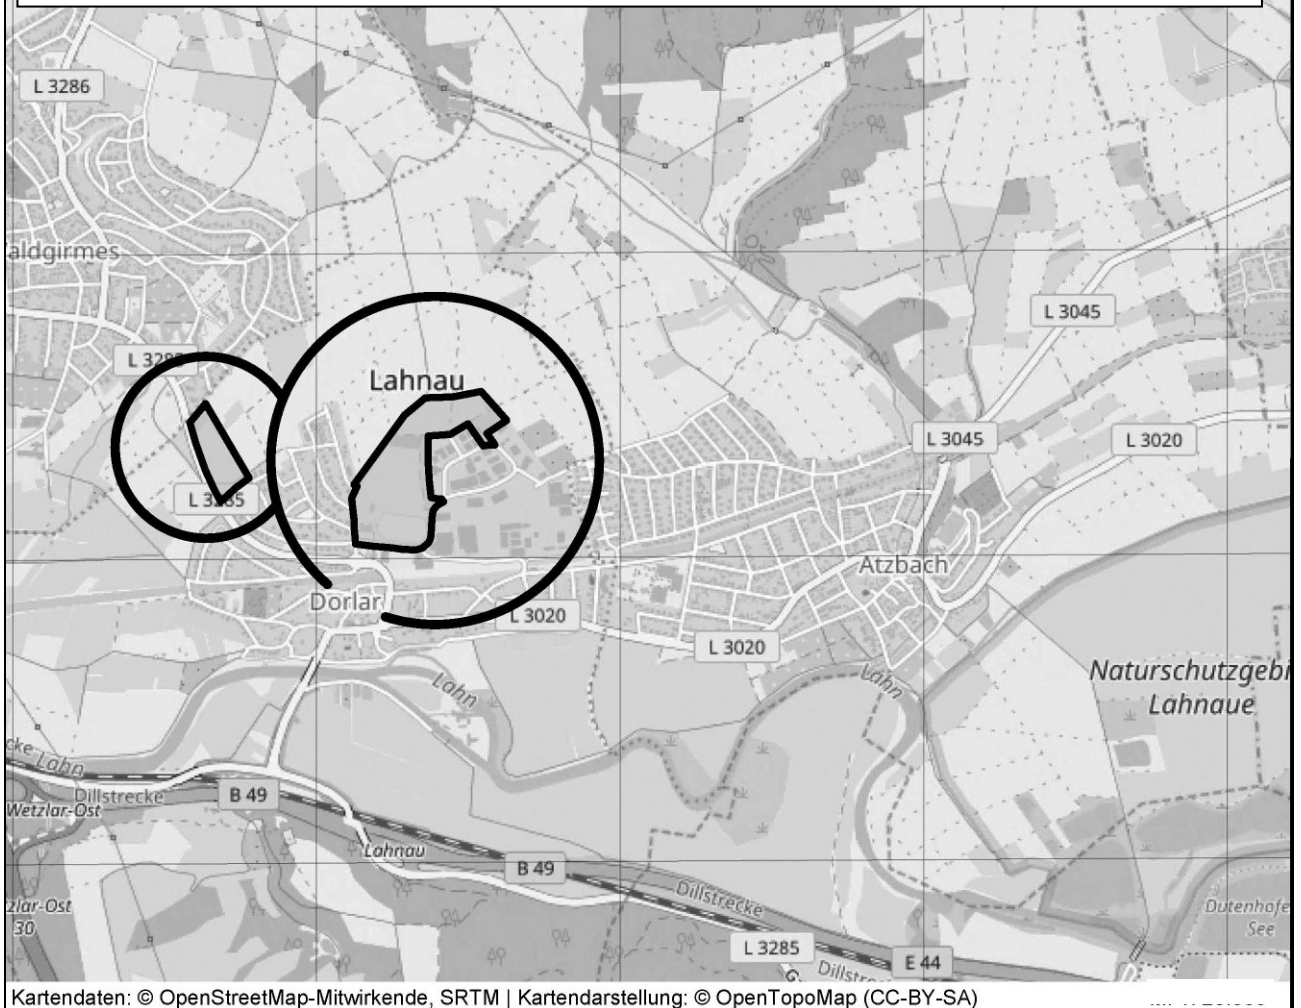 L 3286
aldgirmes
L 3045
L 3285
Lahnau
L 3045
L 3020
L 3285
Atzbach
Dorlar
L 3020
L 3020
Naturschutzgebi
Lahnaue
Lahn
Lahn
cke
Lahn
Dillstrecke
B 49
Wetzlar-Ost
Lahnau
B 49
Dillstrecke
zlar-Ost
30
Dutenhofe
See
L 3285
E 44
G
Dillstre
Kartendaten: © OpenStreetMap-Mitwirkende, SRTM | Kartendarstellung: © OpenTopoMap (CC-BY-SA)